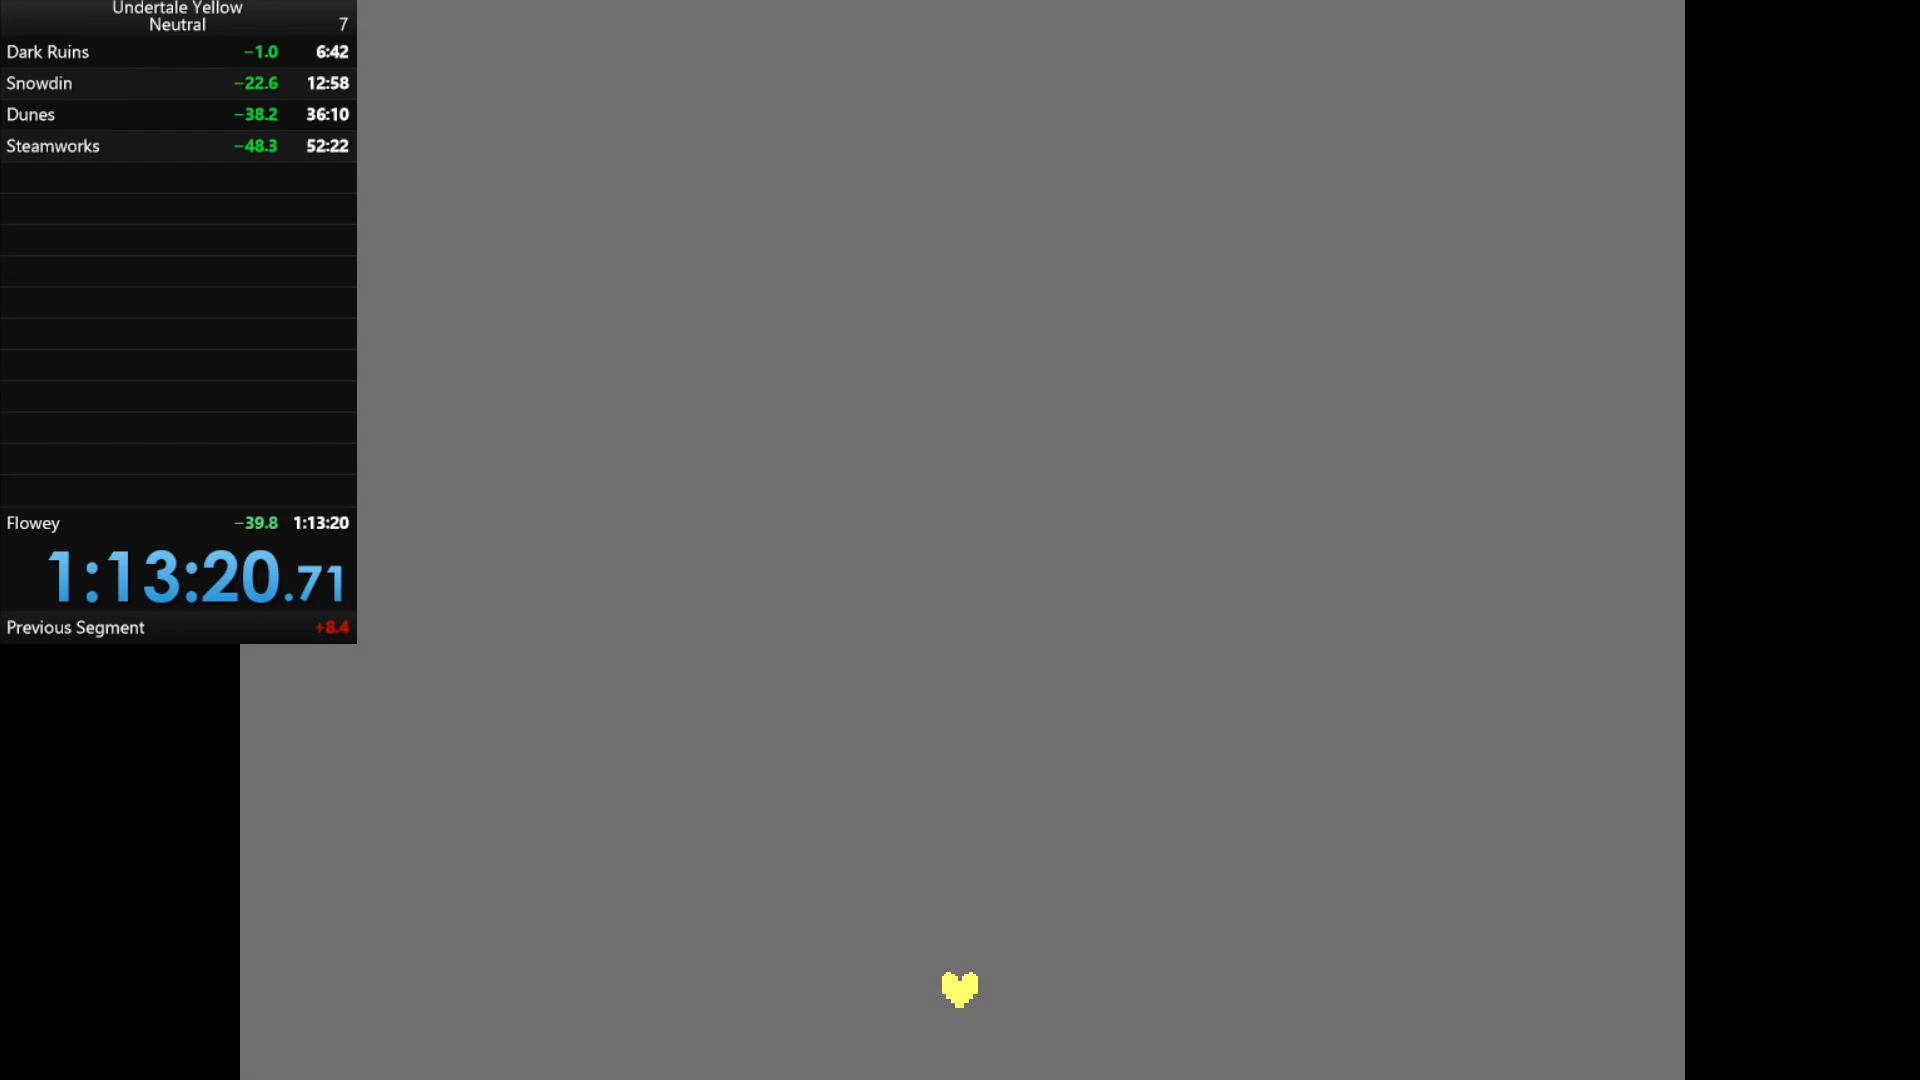 Undertale Yellow
Neutral 7
Dark Ruins −1.0 6:42
Snowdin −22.6 12:58
Dunes −38.2 36:10
Steamworks −48.3 52:22
Flowey −39.8 1:13:20
1:13:20.71
Previous Segment +8.4